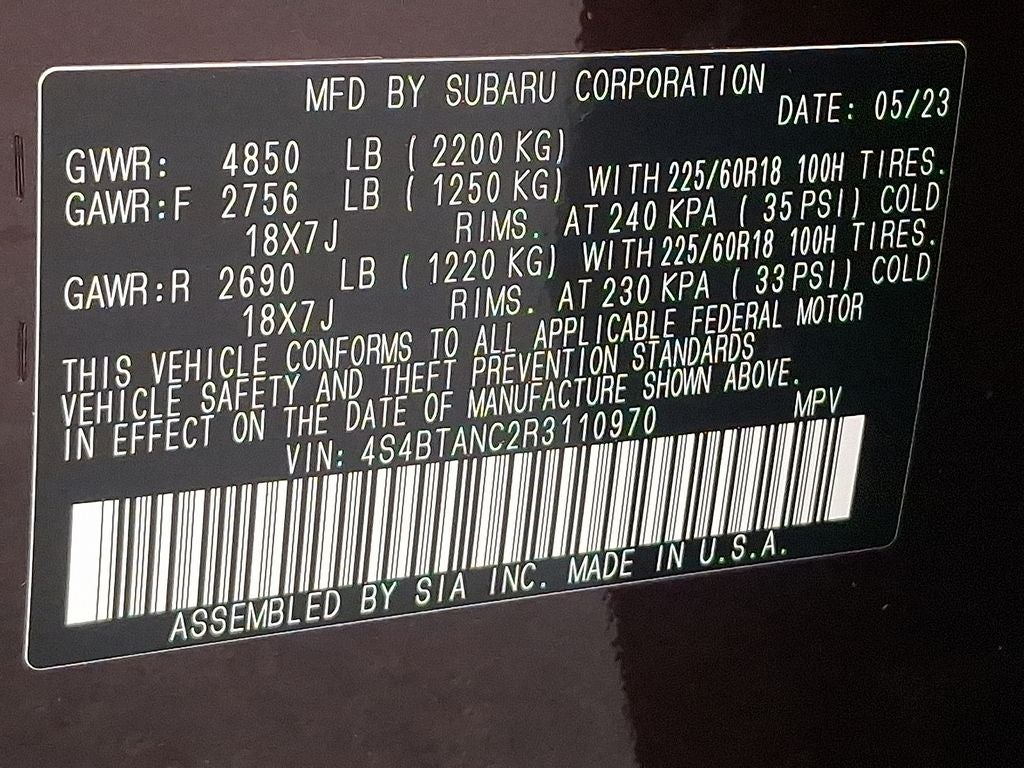 MFD BY SUBARU CORPORATION
DATE: 05/23
GVWR: 4850 LB ( 2200 KG)
GAWR:F 2756 LB ( 1250 KG) WITH 225/60R18 100H TIRES.
18X7J RIMS. AT 240 KPA ( 35 PSI) COLD
GAWR:R 2690 LB ( 1220 KG) WITH 225/60R18 100H TIRES.
18X7J RIMS. AT 230 KPA ( 33 PSI) COLD
THIS VEHICLE CONFORMS TO ALL APPLICABLE FEDERAL MOTOR
VEHICLE SAFETY AND THEFT PREVENTION STANDARDS
IN EFFECT ON THE DATE OF MANUFACTURE SHOWN ABOVE.
VIN: 4S4BTANC2R3110970 MPV
ASSEMBLED BY SIA INC. MADE IN U.S.A.